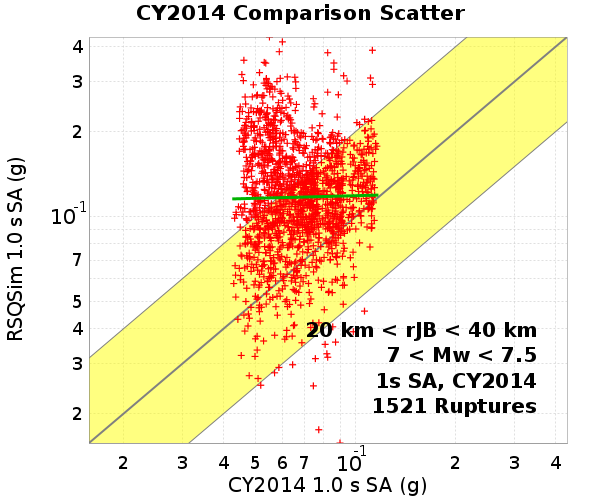 CY2014 Comparison Scatter
RSQSim 1.0 s SA (g)
4
3
2
10-1
7
5
4
3
2
20 km < rJB < 40 km
7 < Mw < 7.5
1s SA, CY2014
1521 Ruptures
2 3 4 5 6 7 10-1 2 3 4
CY2014 1.0 s SA (g)